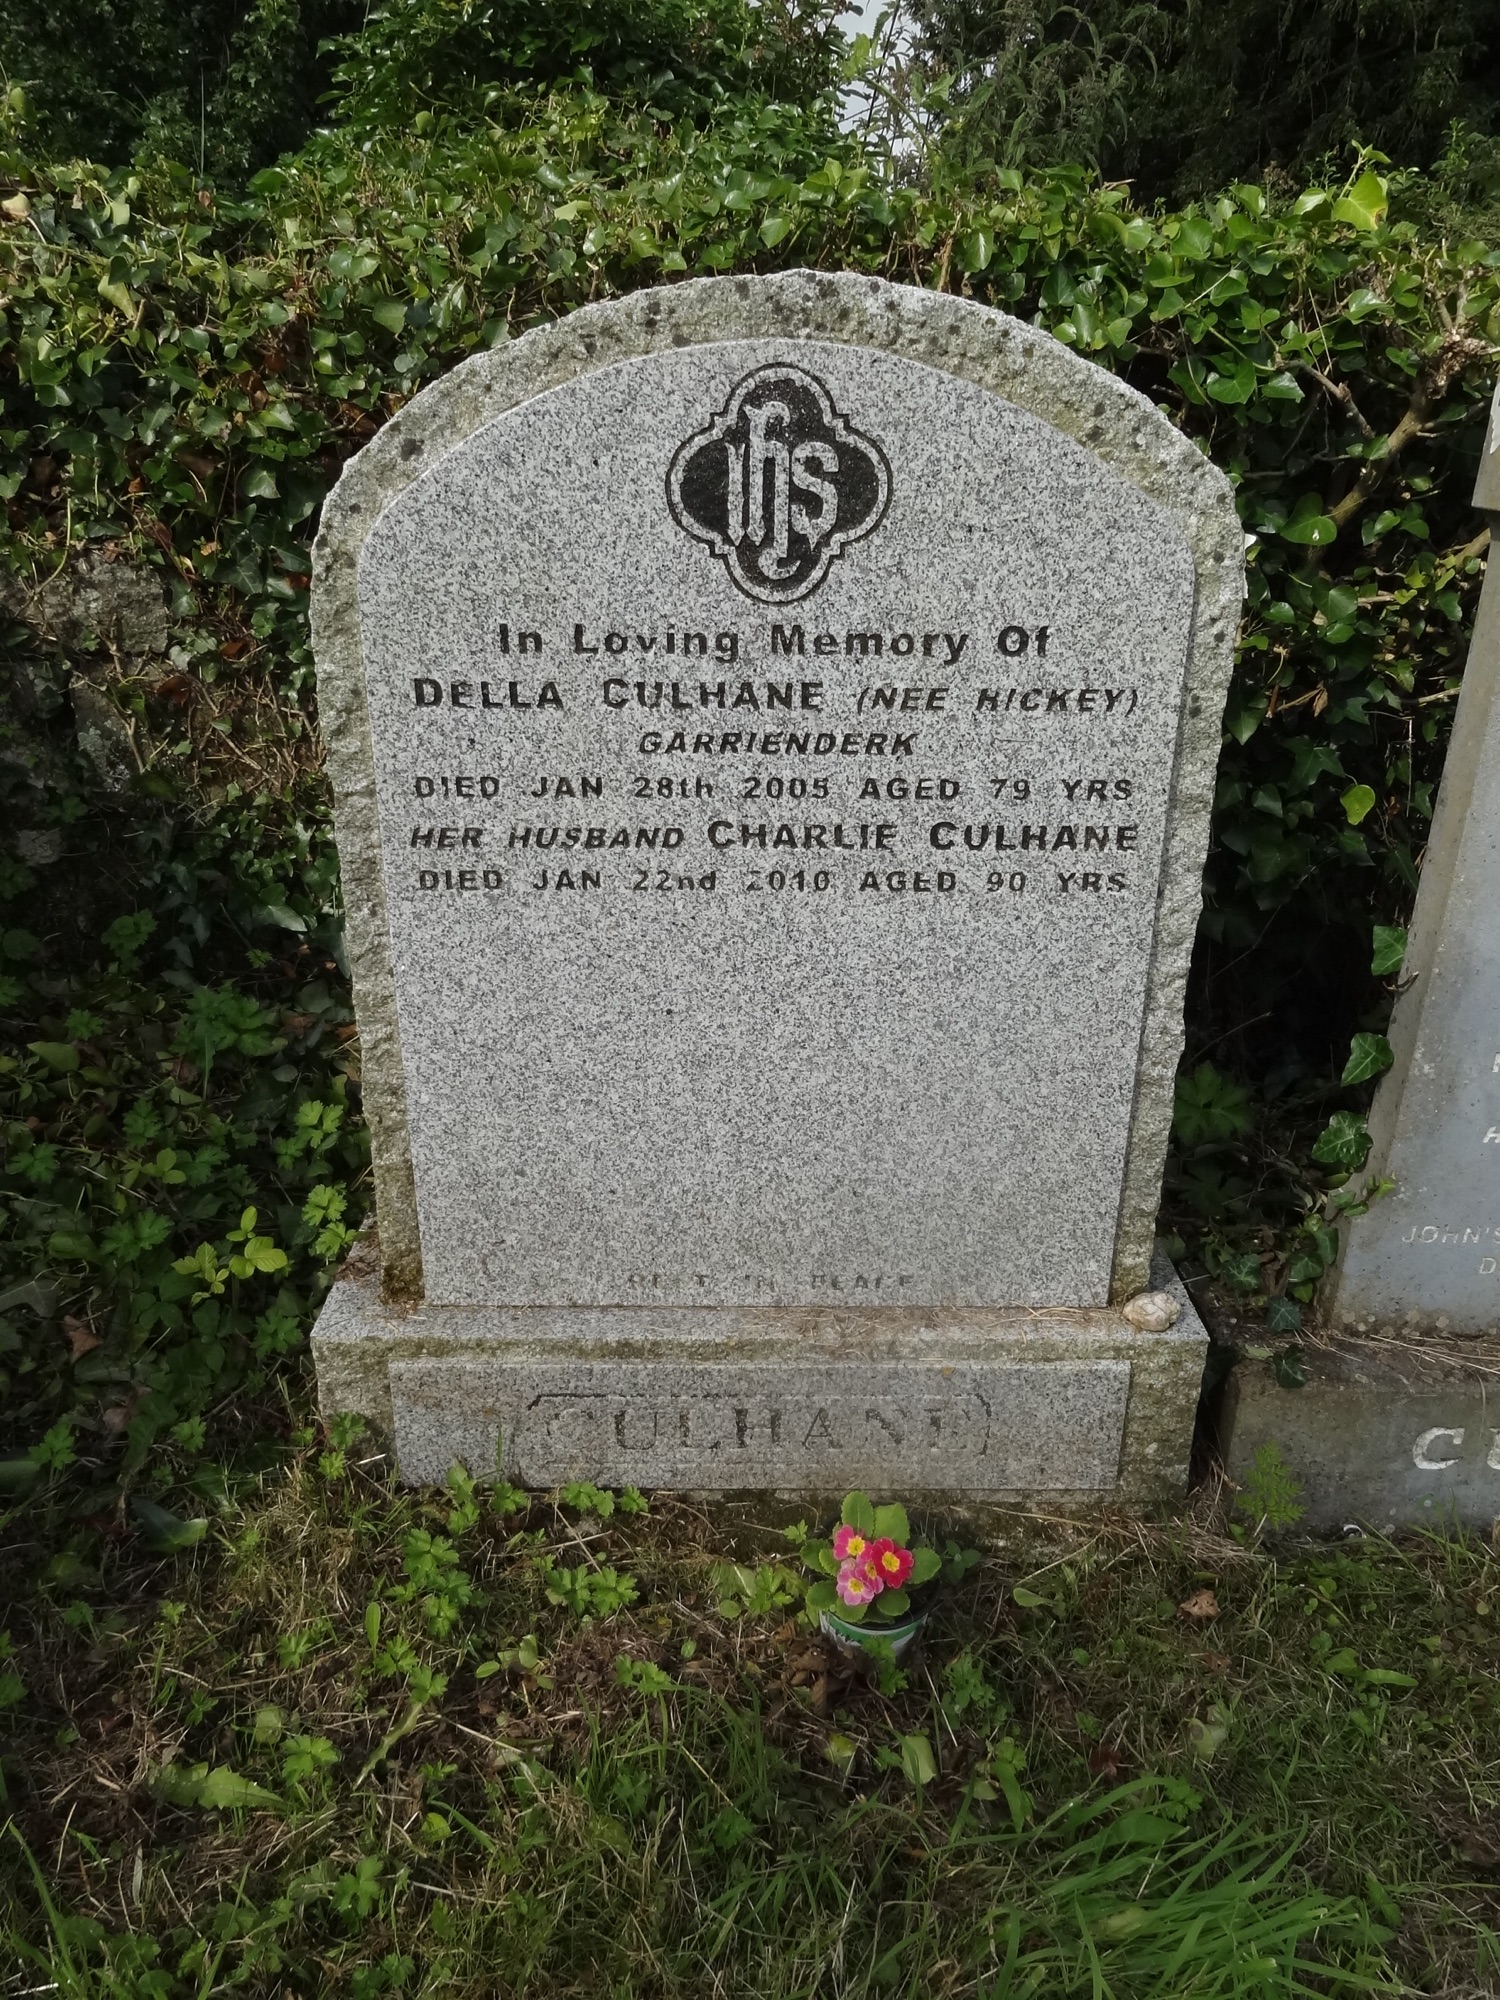 IHS
In Loving Memory Of
DELLA CULHANE (NEE HICKEY)
GARRIENDERK
DIED JAN 28th 2005 AGED 79 YRS
HER HUSBAND CHARLIE CULHANE
DIED JAN 22nd 2010 AGED 90 YRS
REST IN PEACE
CULHANE
JOHN'S